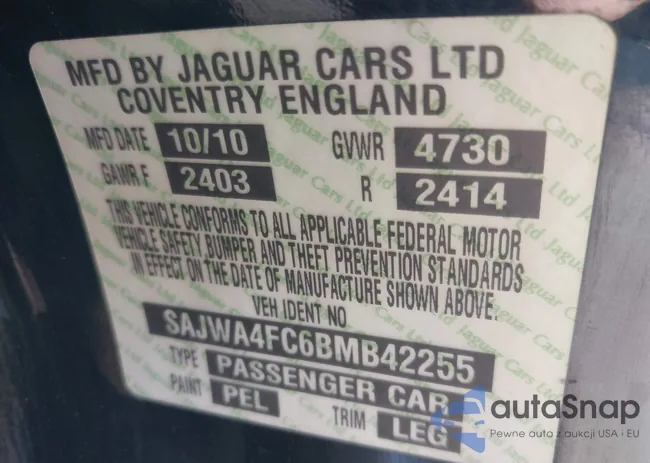 MFD BY JAGUAR CARS LTD
COVENTRY ENGLAND
MFD DATE 10/10 GVWR 4730
GAWR F 2403 R 2414
THIS VEHICLE CONFORMS TO ALL APPLICABLE FEDERAL MOTOR
VEHICLE SAFETY BUMPER AND THEFT PREVENTION STANDARDS
IN EFFECT ON THE DATE OF MANUFACTURE SHOWN ABOVE.
VEH IDENT NO
SAJWA4FC6BMB42255
TYPE PASSENGER CAR
PAINT PEL TRIM LEG
autaSnap
Pewne auta z aukcji USA i EU